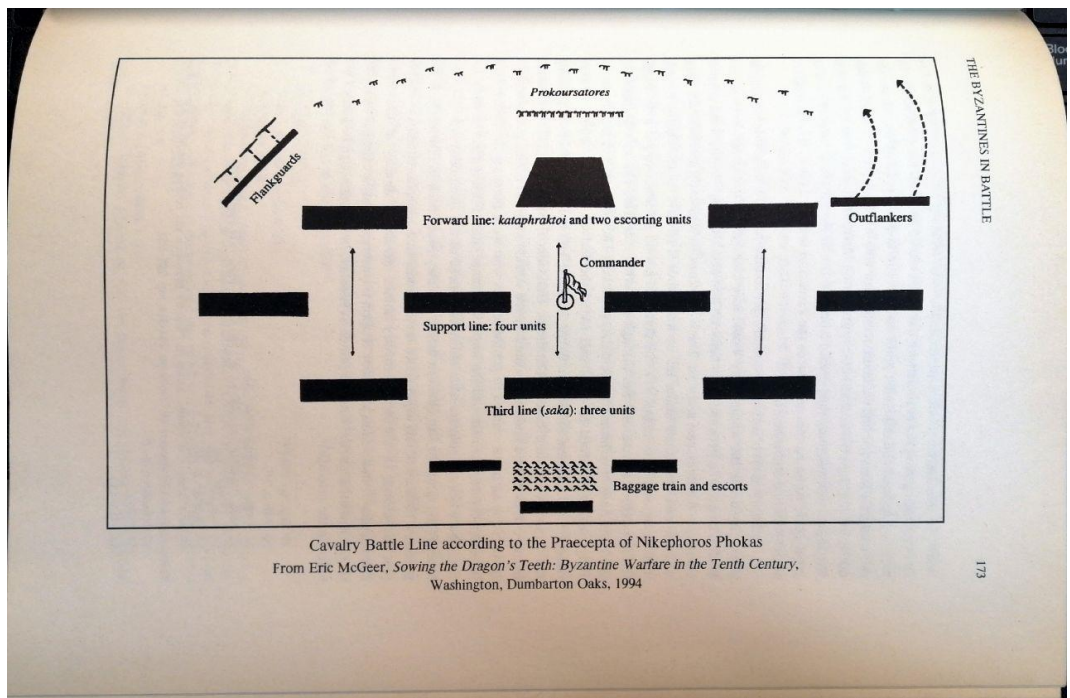 Prokoursatores
Flankguards
Forward line: kataphraktoi and two escorting units
Outflankers
Commander
Support line: four units
Third line (saka): three units
Baggage train and escorts
Cavalry Battle Line according to the Praecepta of Nikephoros Phokas
From Eric McGeer, Sowing the Dragon's Teeth: Byzantine Warfare in the Tenth Century,
Washington, Dumbarton Oaks, 1994
THE BYZANTINES IN BATTLE
173